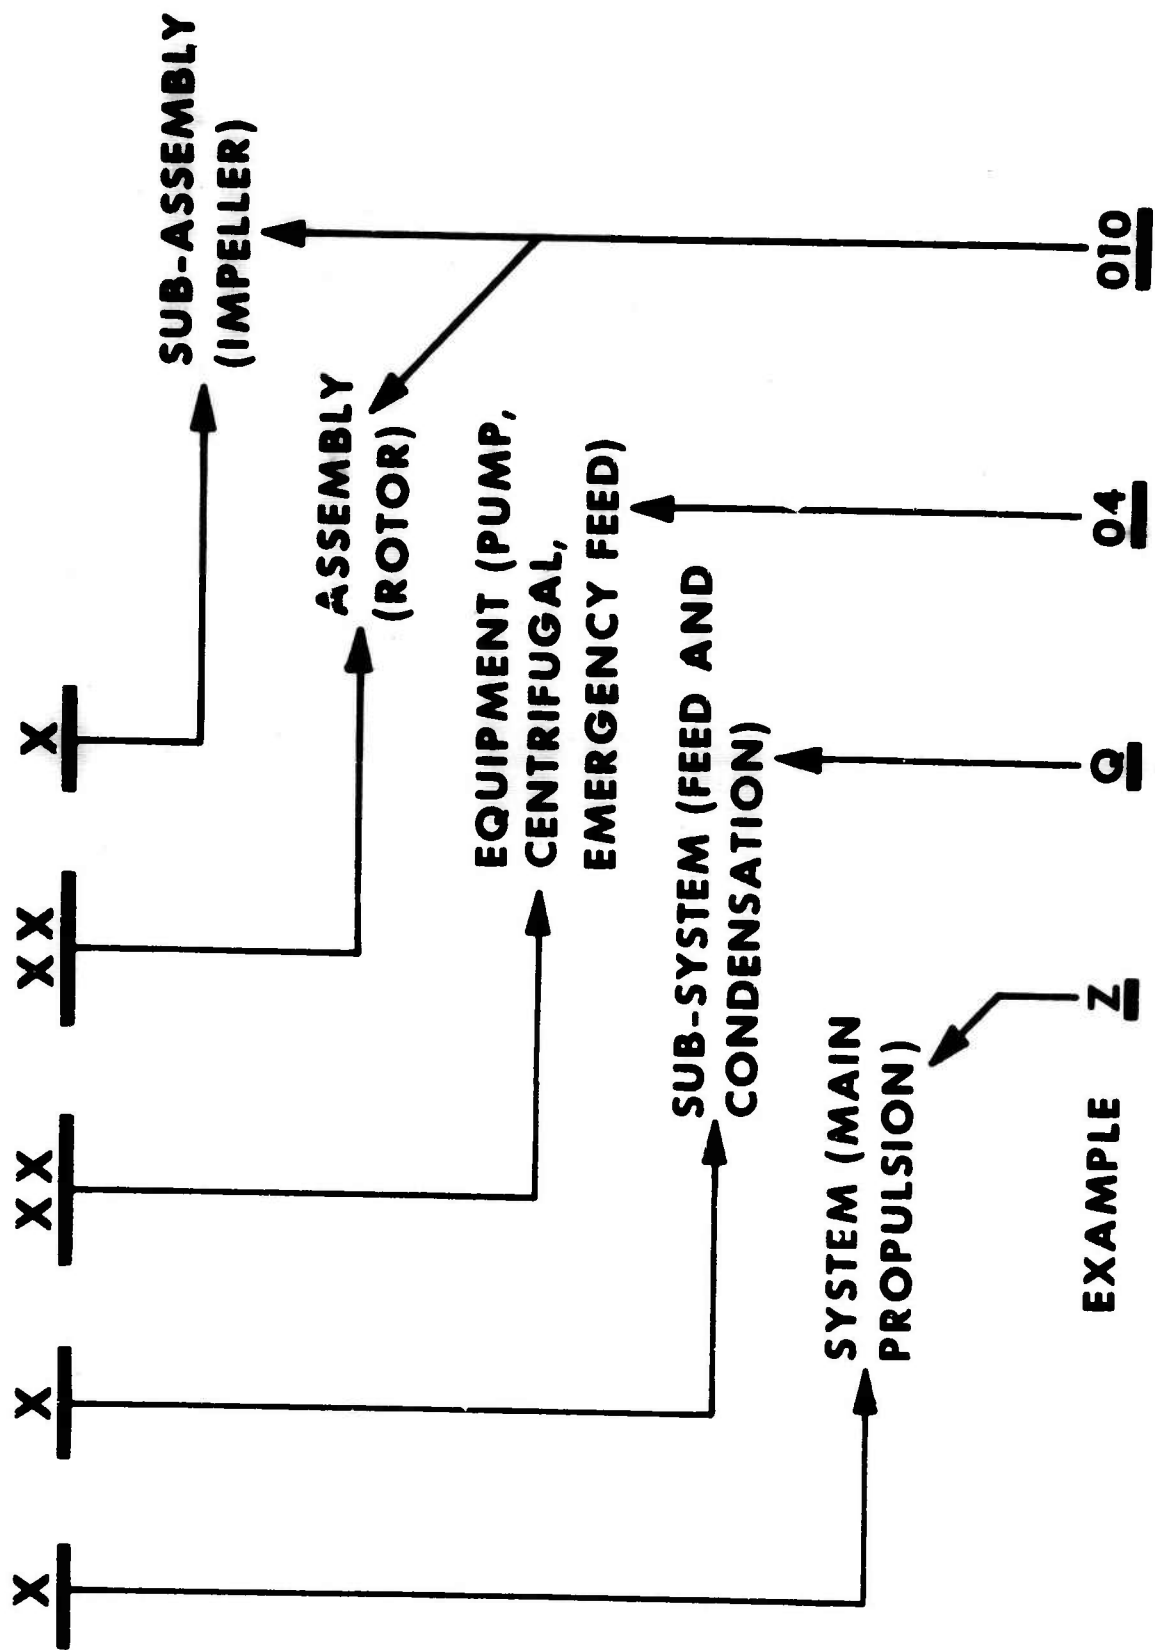 X X XX XX X
SUB-ASSEMBLY
(IMPELLER)
ASSEMBLY
(ROTOR)
EQUIPMENT (PUMP,
CENTRIFUGAL,
EMERGENCY FEED)
SUB-SYSTEM (FEED AND
CONDENSATION)
SYSTEM (MAIN
PROPULSION)
EXAMPLE Z Q 04 010